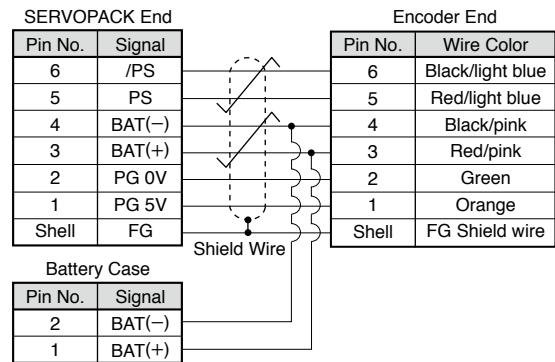 SERVOPACK End
Encoder End
Pin No. Signal
Pin No. Wire Color
6 /PS
6 Black/light blue
5 PS
5 Red/light blue
4 BAT(−)
4 Black/pink
3 BAT(+)
3 Red/pink
2 PG 0V
2 Green
1 PG 5V
1 Orange
Shell FG
Shell FG Shield wire
Shield Wire
Battery Case
Pin No. Signal
2 BAT(−)
1 BAT(+)